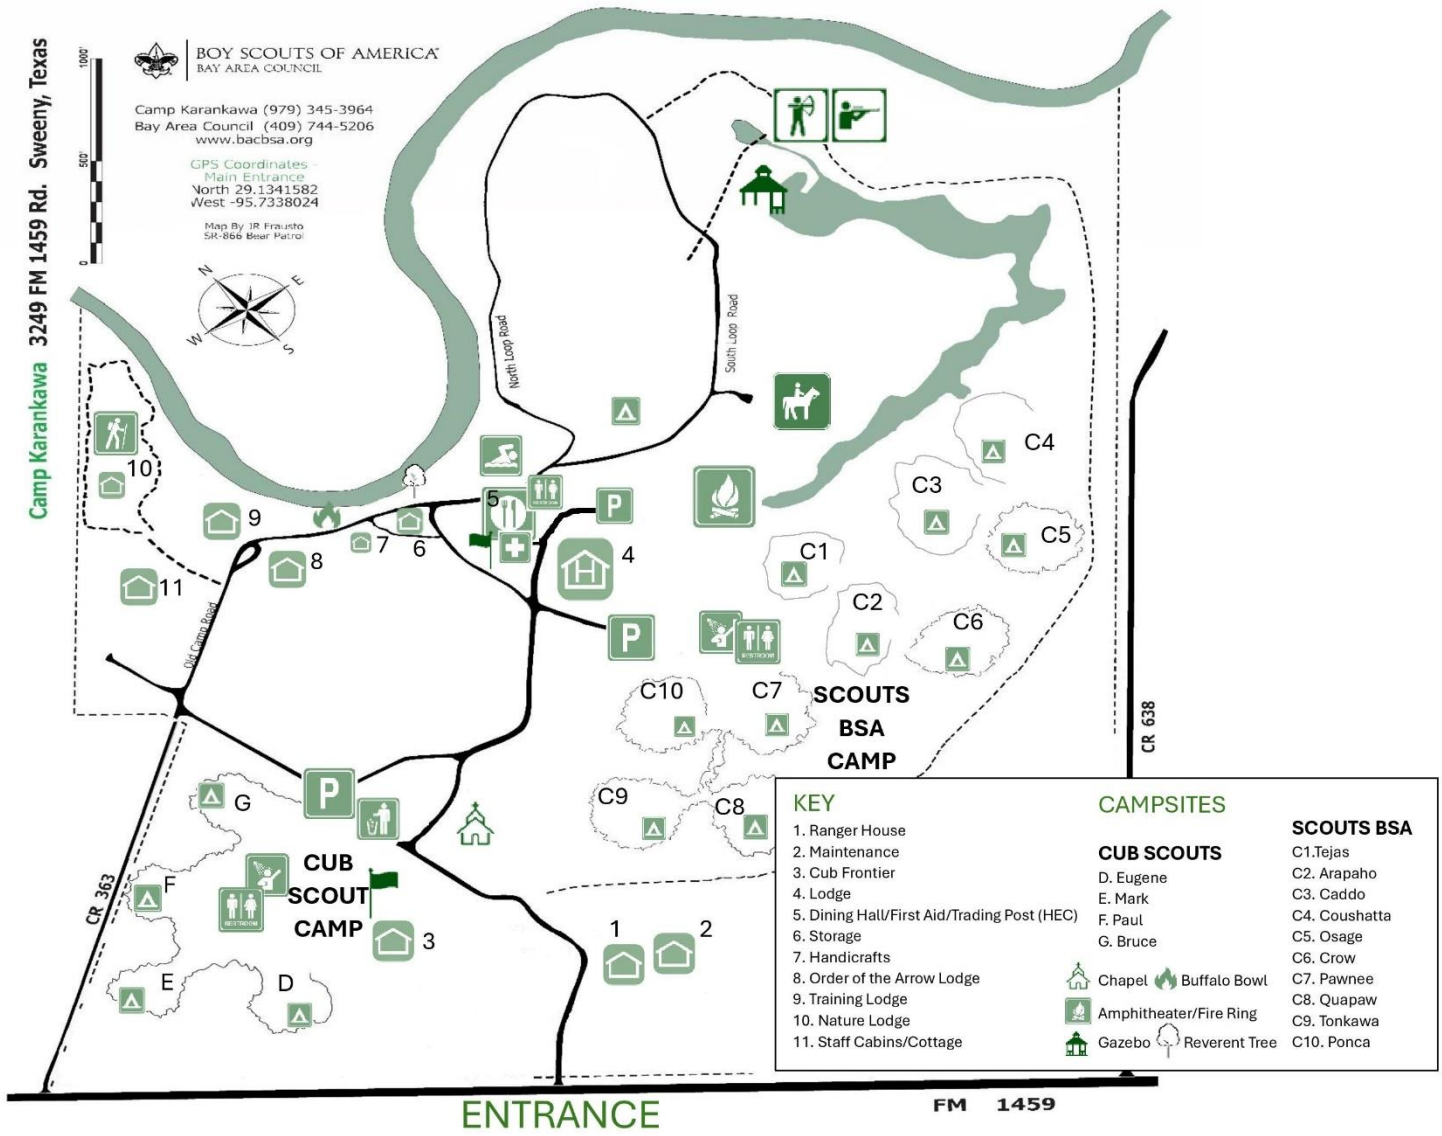 Camp Karankawa 3249 FM 1459 Rd. Sweeny, Texas
1000'
500'
0
BOY SCOUTS OF AMERICA
BAY AREA COUNCIL
Camp Karankawa (979) 345-3964
Bay Area Council (409) 744-5206
www.bacbsa.org
GPS Coordinates -
Main Entrance
North 29.1341582
West -95.7338024
Map By JR Frausto
SR-866 Bear Patrol
N
E
W
S
North Loop Road
South Loop Road
10
9
11
8
7
6
5
RESTROOM
P
H
4
P
Old Camp Road
C4
C3
C5
C1
C2
C6
RESTROOM
C10
C7
SCOUTS
BSA
CAMP
C9
C8
CR 638
P
G
F
CUB
SCOUT
CAMP
RESTROOM
CR 363
3
E
D
1
2
KEY
1. Ranger House
2. Maintenance
3. Cub Frontier
4. Lodge
5. Dining Hall/First Aid/Trading Post (HEC)
6. Storage
7. Handicrafts
8. Order of the Arrow Lodge
9. Training Lodge
10. Nature Lodge
11. Staff Cabins/Cottage
CAMPSITES
CUB SCOUTS
D. Eugene
E. Mark
F. Paul
G. Bruce
Chapel
Buffalo Bowl
Amphitheater/Fire Ring
Gazebo
Reverent Tree
SCOUTS BSA
C1.Tejas
C2. Arapaho
C3. Caddo
C4. Coushatta
C5. Osage
C6. Crow
C7. Pawnee
C8. Quapaw
C9. Tonkawa
C10. Ponca
ENTRANCE
FM 1459